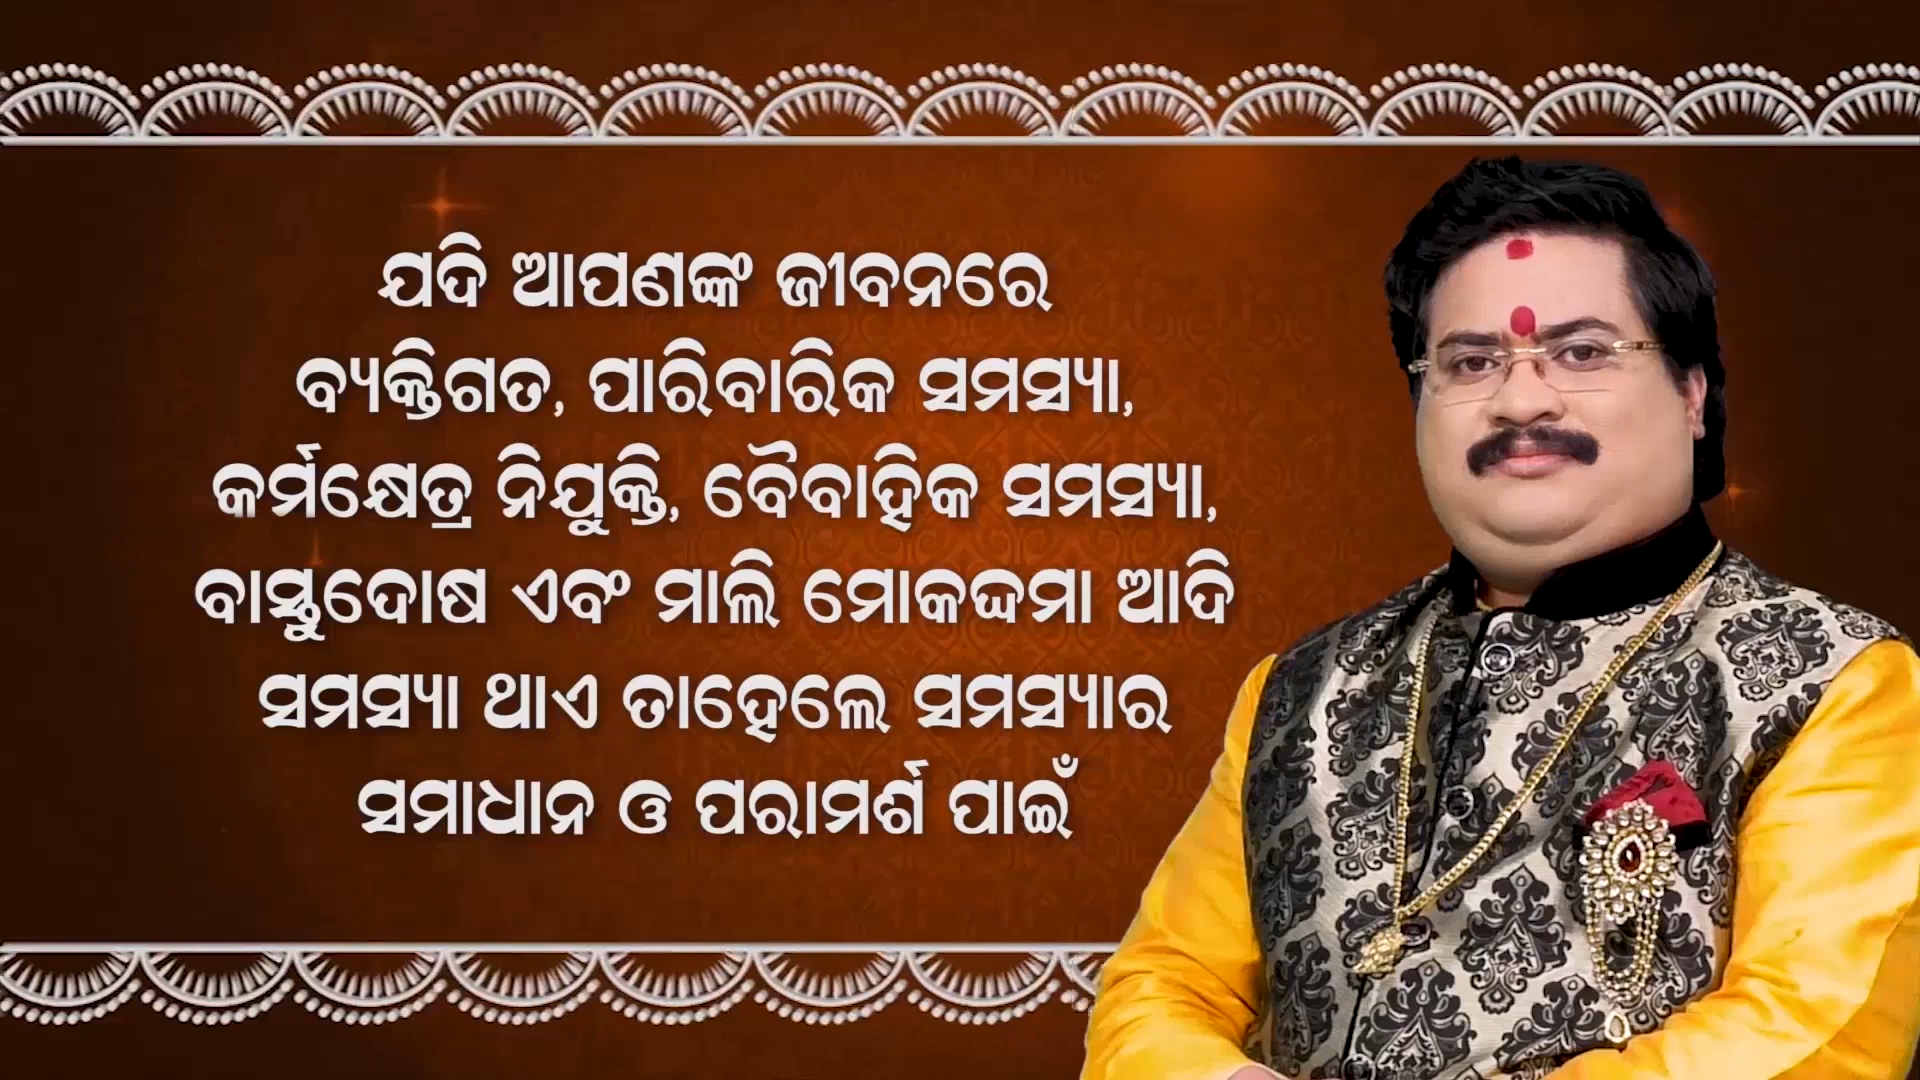 ଯଦି ଆପଣଙ୍କ ଜୀବନରେ
ବ୍ୟକ୍ତିଗତ, ପାରିବାରିକ ସମସ୍ୟା,
କର୍ମକ୍ଷେତ୍ର ନିଯୁକ୍ତି, ବୈବାହିକ ସମସ୍ୟା,
ବାସ୍ତୁଦୋଷ ଏବଂ ମାଲି ମୋକଦ୍ଦମା ଆଦି
ସମସ୍ୟା ଥାଏ ତାହେଲେ ସମସ୍ୟାର
ସମାଧାନ ଓ ପରାମର୍ଶ ପାଇଁ